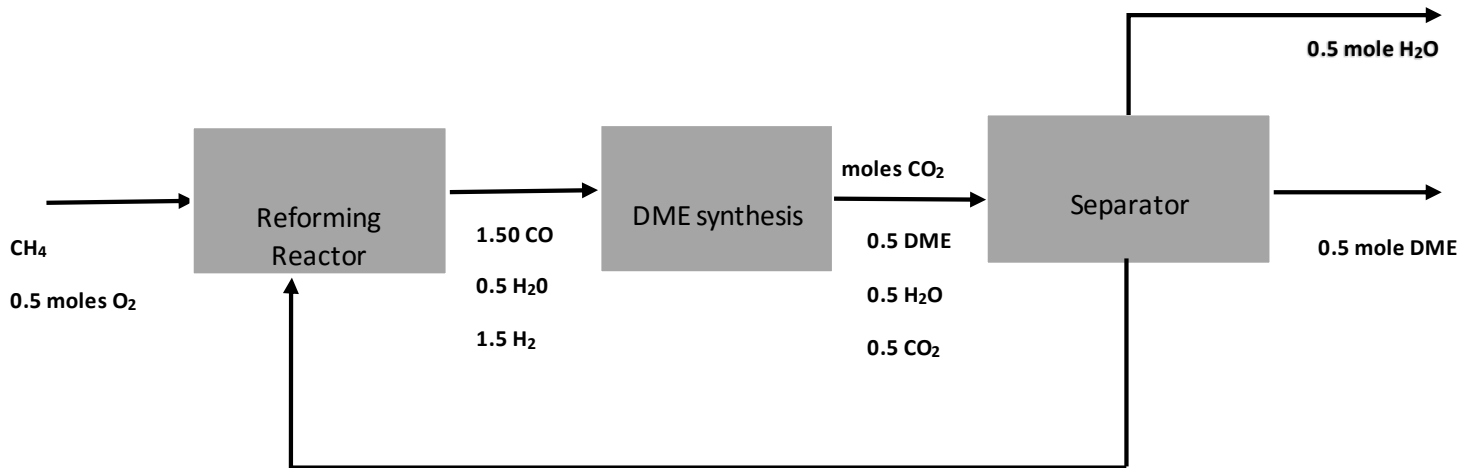 0.5 mole H₂O
CH₄
0.5 moles O₂
Reforming
Reactor
1.50 CO
0.5 H₂0
1.5 H₂
DME synthesis
moles CO₂
0.5 DME
0.5 H₂O
0.5 CO₂
Separator
0.5 mole DME